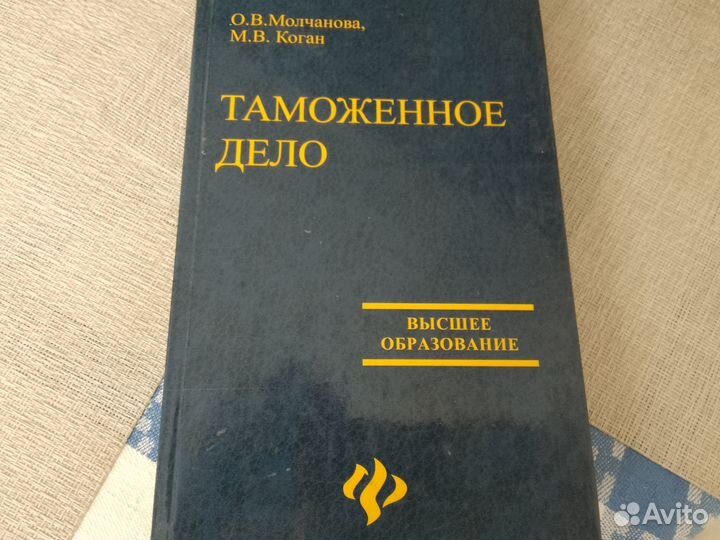 О.В.Молчанова,
М.В. Коган
ТАМОЖЕННОЕ
ДЕЛО
ВЫСШЕЕ
ОБРАЗОВАНИЕ
Avito